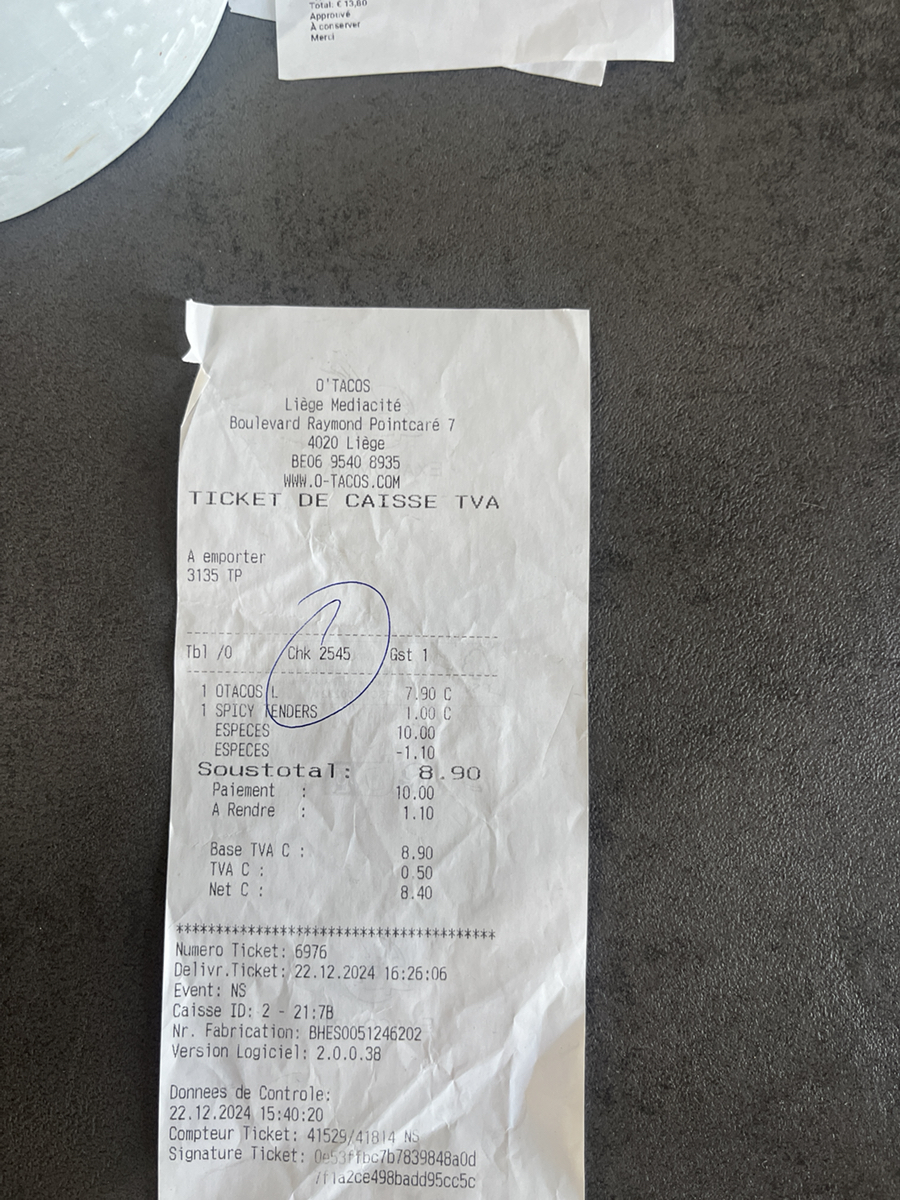 Total: € 13,80
Approuvé
À conserver
Merci
O'TACOS
Liège Mediacité
Boulevard Raymond Pointcaré 7
4020 Liège
BE06 9540 8935
WWW.O-TACOS.COM
TICKET DE CAISSE TVA
A emporter
3135 TP
Tbl /0 Chk 2545 Gst 1
1 OTACOS L 7.90 C
1 SPICY TENDERS 1.00 C
ESPECES 10.00
ESPECES -1.10
Soustotal: 8.90
Paiement : 10.00
A Rendre : 1.10
Base TVA C : 8.90
TVA C : 0.50
Net C : 8.40
****************************************
Numero Ticket: 6976
Delivr.Ticket: 22.12.2024 16:26:06
Event: NS
Caisse ID: 2 - 21:7B
Nr. Fabrication: BHES0051246202
Version Logiciel: 2.0.0.38
Donnees de Controle:
22.12.2024 15:40:20
Compteur Ticket: 41529/41814 NS
Signature Ticket: 0e53ffbc7b7839848a0d
7f1a2ce498badd95cc5c